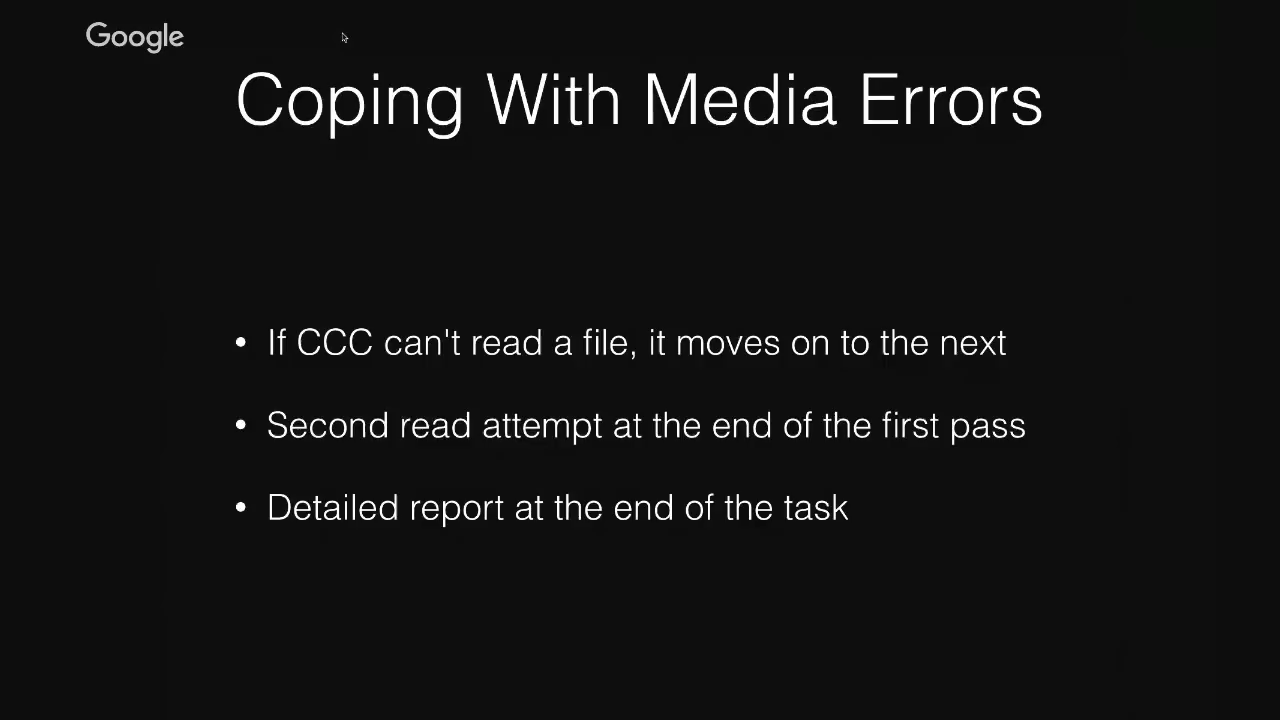 Google
Coping With Media Errors
• If CCC can't read a file, it moves on to the next
• Second read attempt at the end of the first pass
• Detailed report at the end of the task